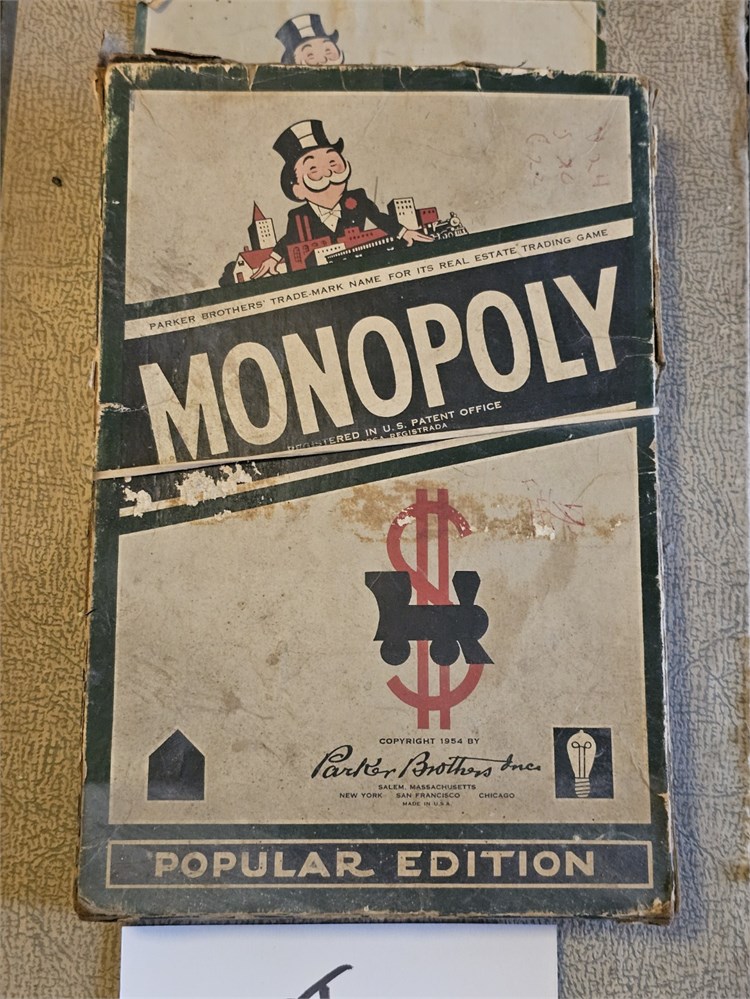 PARKER BROTHERS' TRADE-MARK NAME FOR ITS REAL ESTATE TRADING GAME
MONOPOLY
REGISTERED IN U.S. PATENT OFFICE
REGISTRADA
COPYRIGHT 1954 BY
Parker Brothers Inc.
SALEM, MASSACHUSETTS
NEW YORK SAN FRANCISCO CHICAGO
MADE IN U.S.A.
POPULAR EDITION